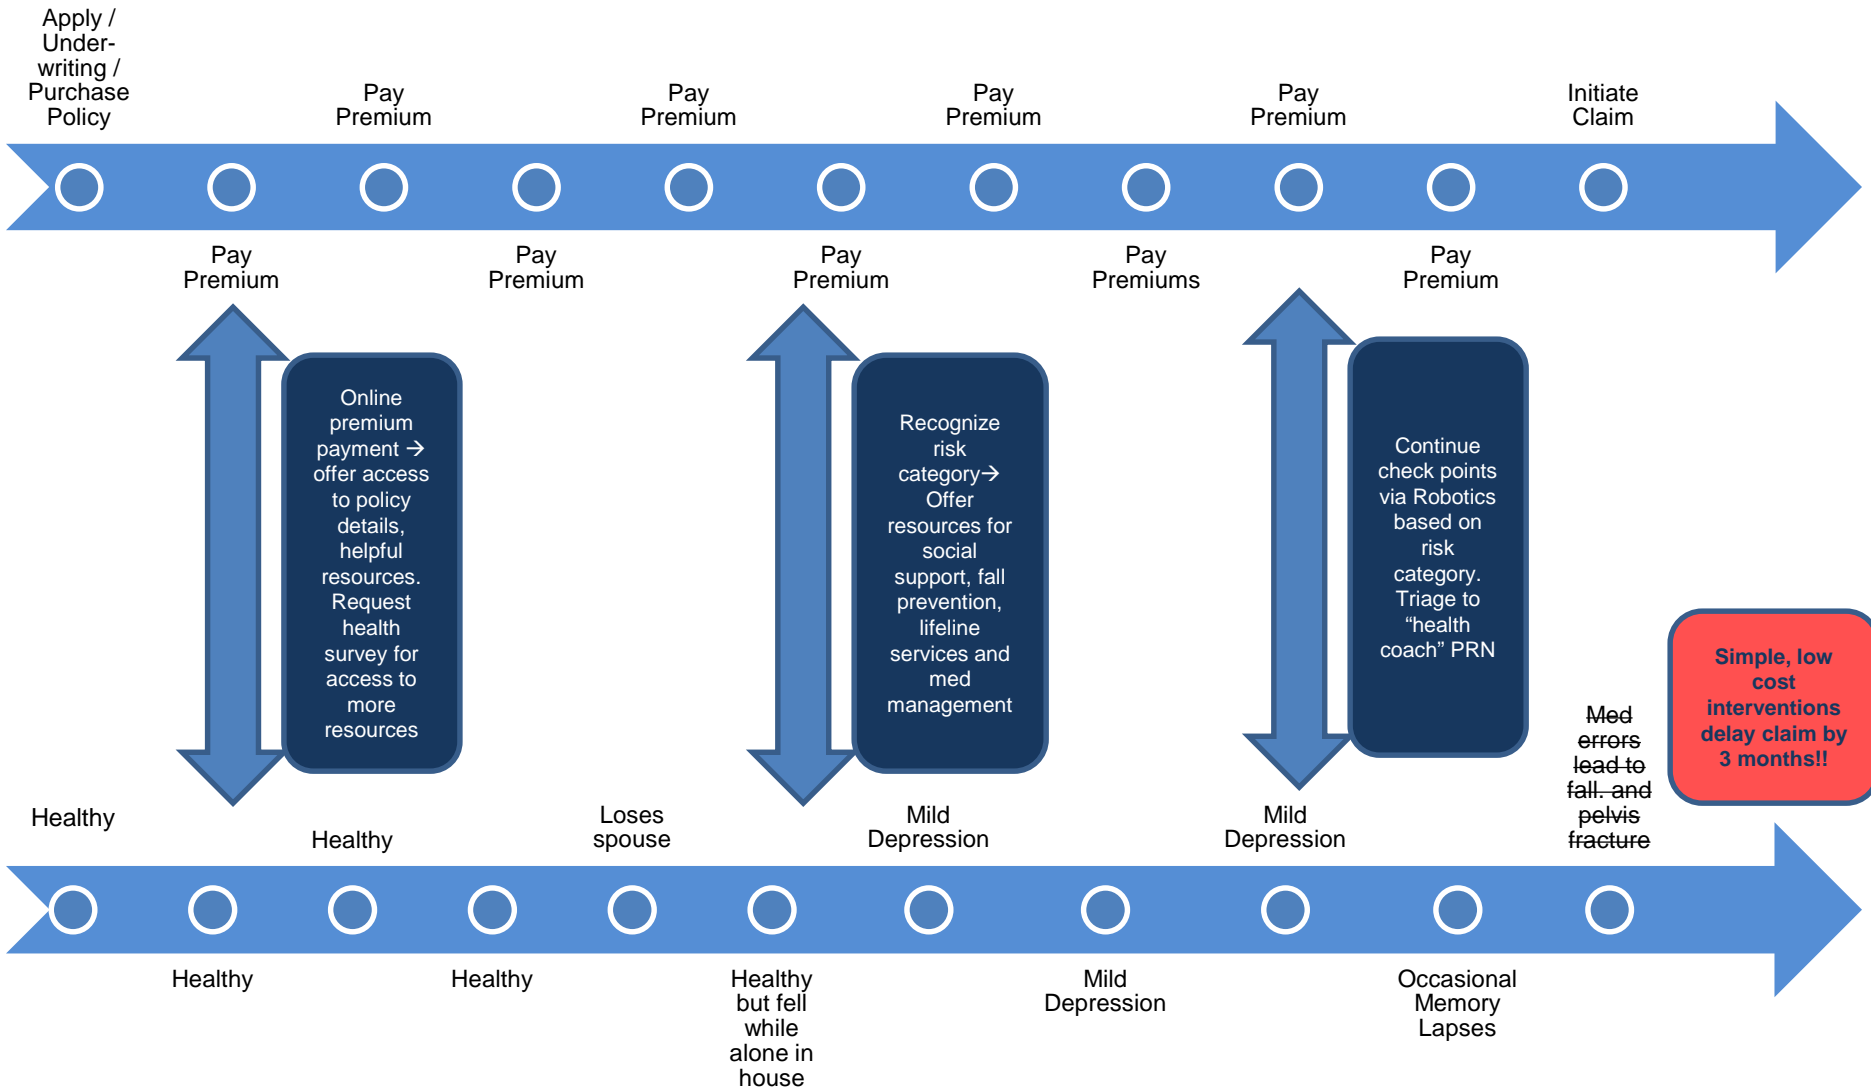 Apply /
Under-
writing /
Purchase
Policy
Pay
Premium
Pay
Premium
Pay
Premium
Pay
Premium
Initiate
Claim
Pay
Premium
Pay
Premium
Pay
Premium
Pay
Premiums
Pay
Premium
Online
premium
payment →
offer access
to policy
details,
helpful
resources.
Request
health
survey for
access to
more
resources
Recognize
risk
category→
Offer
resources for
social
support, fall
prevention,
lifeline
services and
med
management
Continue
check points
via Robotics
based on
risk
category.
Triage to
“health
coach” PRN
Simple, low
cost
interventions
delay claim by
3 months!!
Healthy
Healthy
Loses
spouse
Mild
Depression
Mild
Depression
Med
errors
lead to
fall. and
pelvis
fracture
Healthy
Healthy
Healthy
but fell
while
alone in
house
Mild
Depression
Occasional
Memory
Lapses